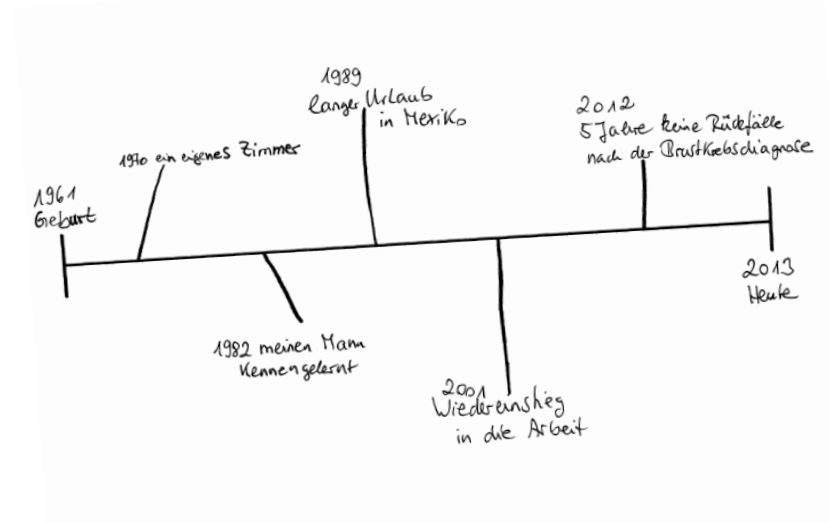 1961
Geburt
1970 ein eigenes Zimmer
1982 meinen Mann
kennengelernt
1989
langer Urlaub
in Mexiko
2001
Wiedereinstieg
in die Arbeit
2012
5 Jahre keine Rückfälle
nach der Brustkrebsdiagnose
2013
Heute